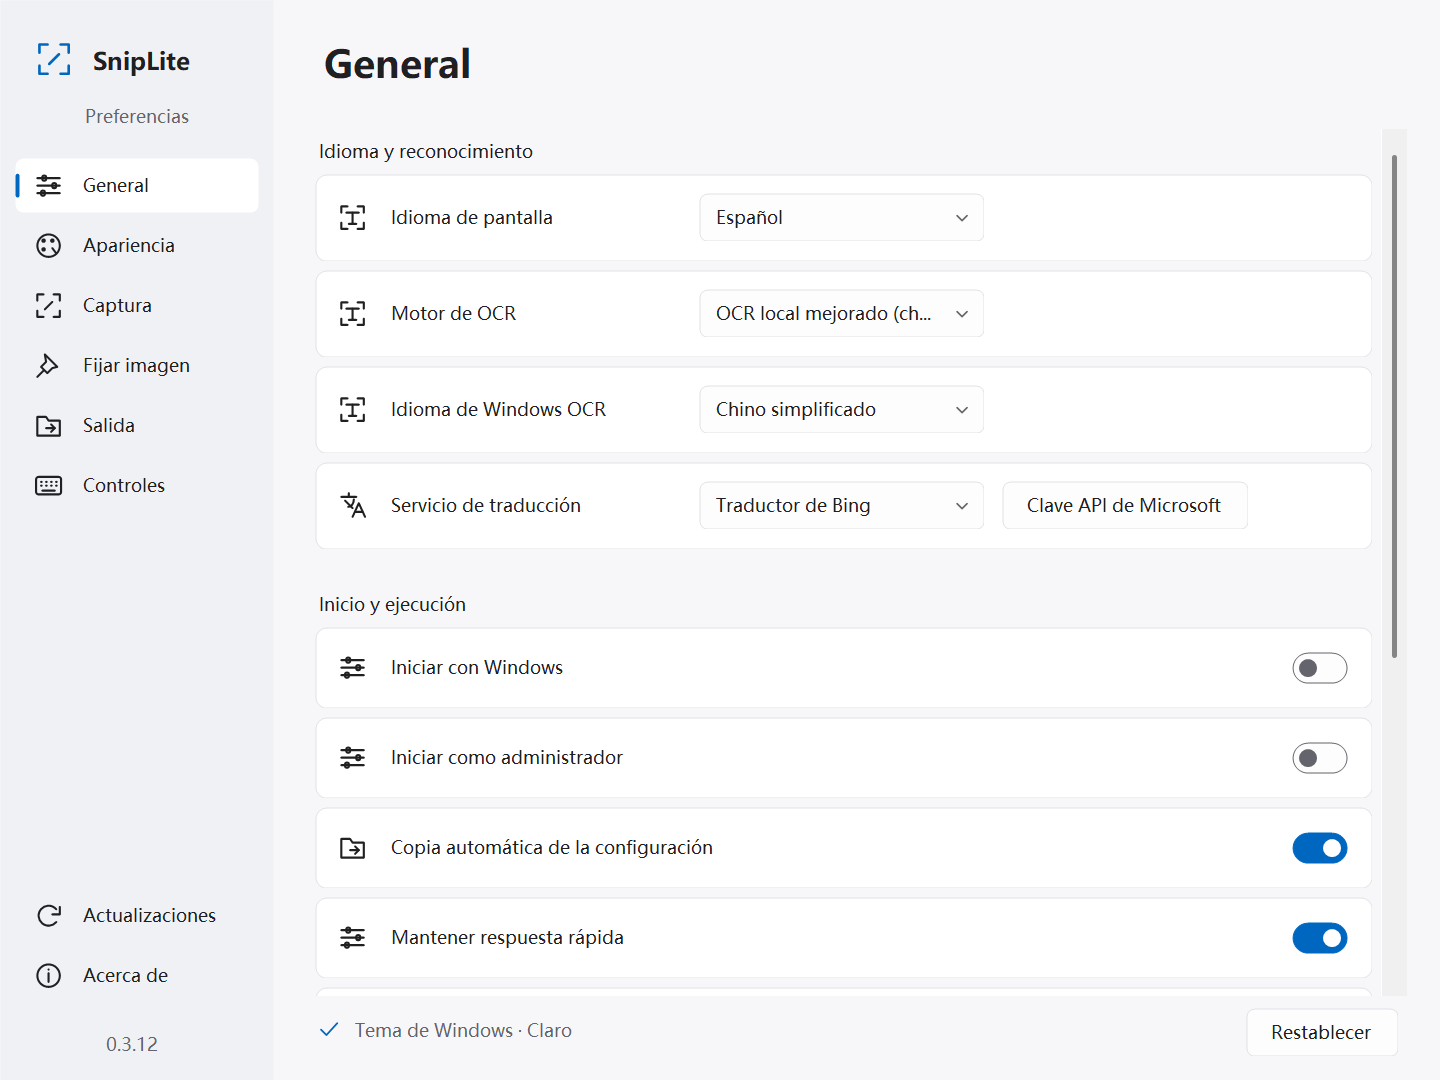 SnipLite
Preferencias
General
Apariencia
Captura
Fijar imagen
Salida
Controles
Actualizaciones
Acerca de
0.3.12
General
Idioma y reconocimiento
Idioma de pantalla
Español
Motor de OCR
OCR local mejorado (ch...
Idioma de Windows OCR
Chino simplificado
Servicio de traducción
Traductor de Bing
Clave API de Microsoft
Inicio y ejecución
Iniciar con Windows
Iniciar como administrador
Copia automática de la configuración
Mantener respuesta rápida
Tema de Windows · Claro
Restablecer